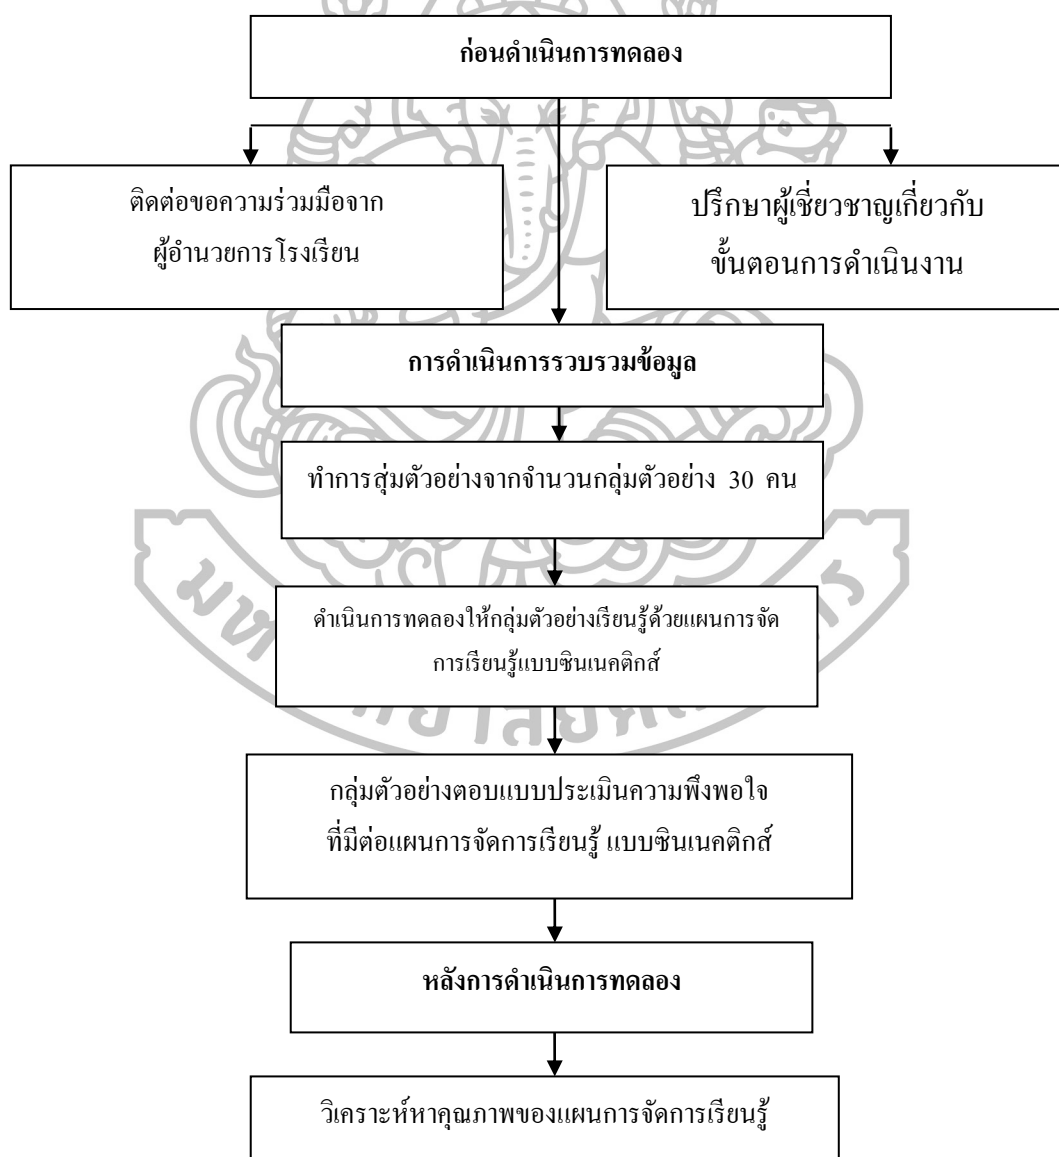 ก่อนดำเนินการทดลอง
ติดต่อขอความร่วมมือจาก
ผู้อำนวยการโรงเรียน
ปรึกษาผู้เชี่ยวชาญเกี่ยวกับ
ขั้นตอนการดำเนินงาน
การดำเนินการรวบรวมข้อมูล
ทำการสุ่มตัวอย่างจากจำนวนกลุ่มตัวอย่าง 30 คน
ดำเนินการทดลองให้กลุ่มตัวอย่างเรียนรู้ด้วยแผนการจัด
การเรียนรู้แบบซินเนคติกส์
กลุ่มตัวอย่างตอบแบบประเมินความพึงพอใจ
ที่มีต่อแผนการจัดการเรียนรู้ แบบซินเนคติกส์
หลังการดำเนินการทดลอง
วิเคราะห์หาคุณภาพของแผนการจัดการเรียนรู้